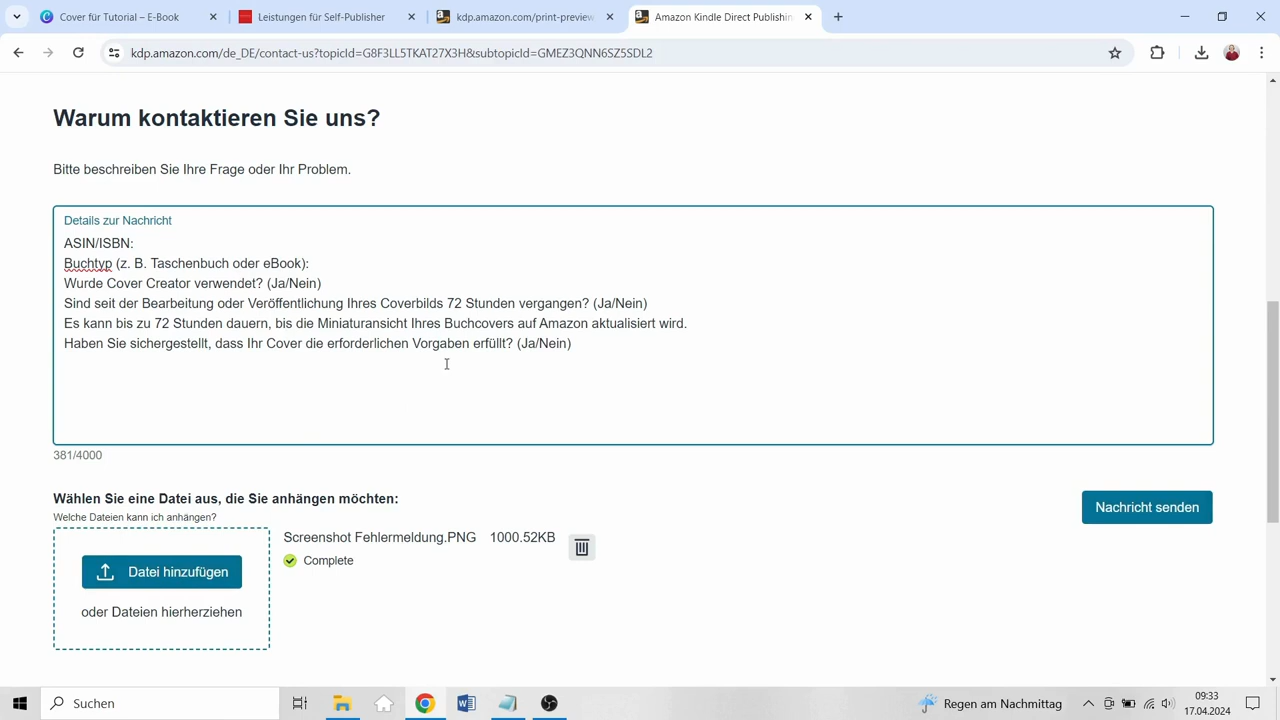 Cover für Tutorial – E-Book
Leistungen für Self-Publisher
kdp.amazon.com/print-preview
Amazon Kindle Direct Publishin
kdp.amazon.com/de_DE/contact-us?topicId=G8F3LL5TKAT27X3H&subtopicId=GMEZ3QNN6SZ5SDL2
Warum kontaktieren Sie uns?
Bitte beschreiben Sie Ihre Frage oder Ihr Problem.
Details zur Nachricht
ASIN/ISBN:
Buchtyp (z. B. Taschenbuch oder eBook):
Wurde Cover Creator verwendet? (Ja/Nein)
Sind seit der Bearbeitung oder Veröffentlichung Ihres Coverbilds 72 Stunden vergangen? (Ja/Nein)
Es kann bis zu 72 Stunden dauern, bis die Miniaturansicht Ihres Buchcovers auf Amazon aktualisiert wird.
Haben Sie sichergestellt, dass Ihr Cover die erforderlichen Vorgaben erfüllt? (Ja/Nein)
381/4000
Wählen Sie eine Datei aus, die Sie anhängen möchten:
Welche Dateien kann ich anhängen?
Nachricht senden
Screenshot Fehlermeldung.PNG 1000.52KB
Complete
Datei hinzufügen
oder Dateien hierherziehen
Suchen
Regen am Nachmittag
09:33
17.04.2024